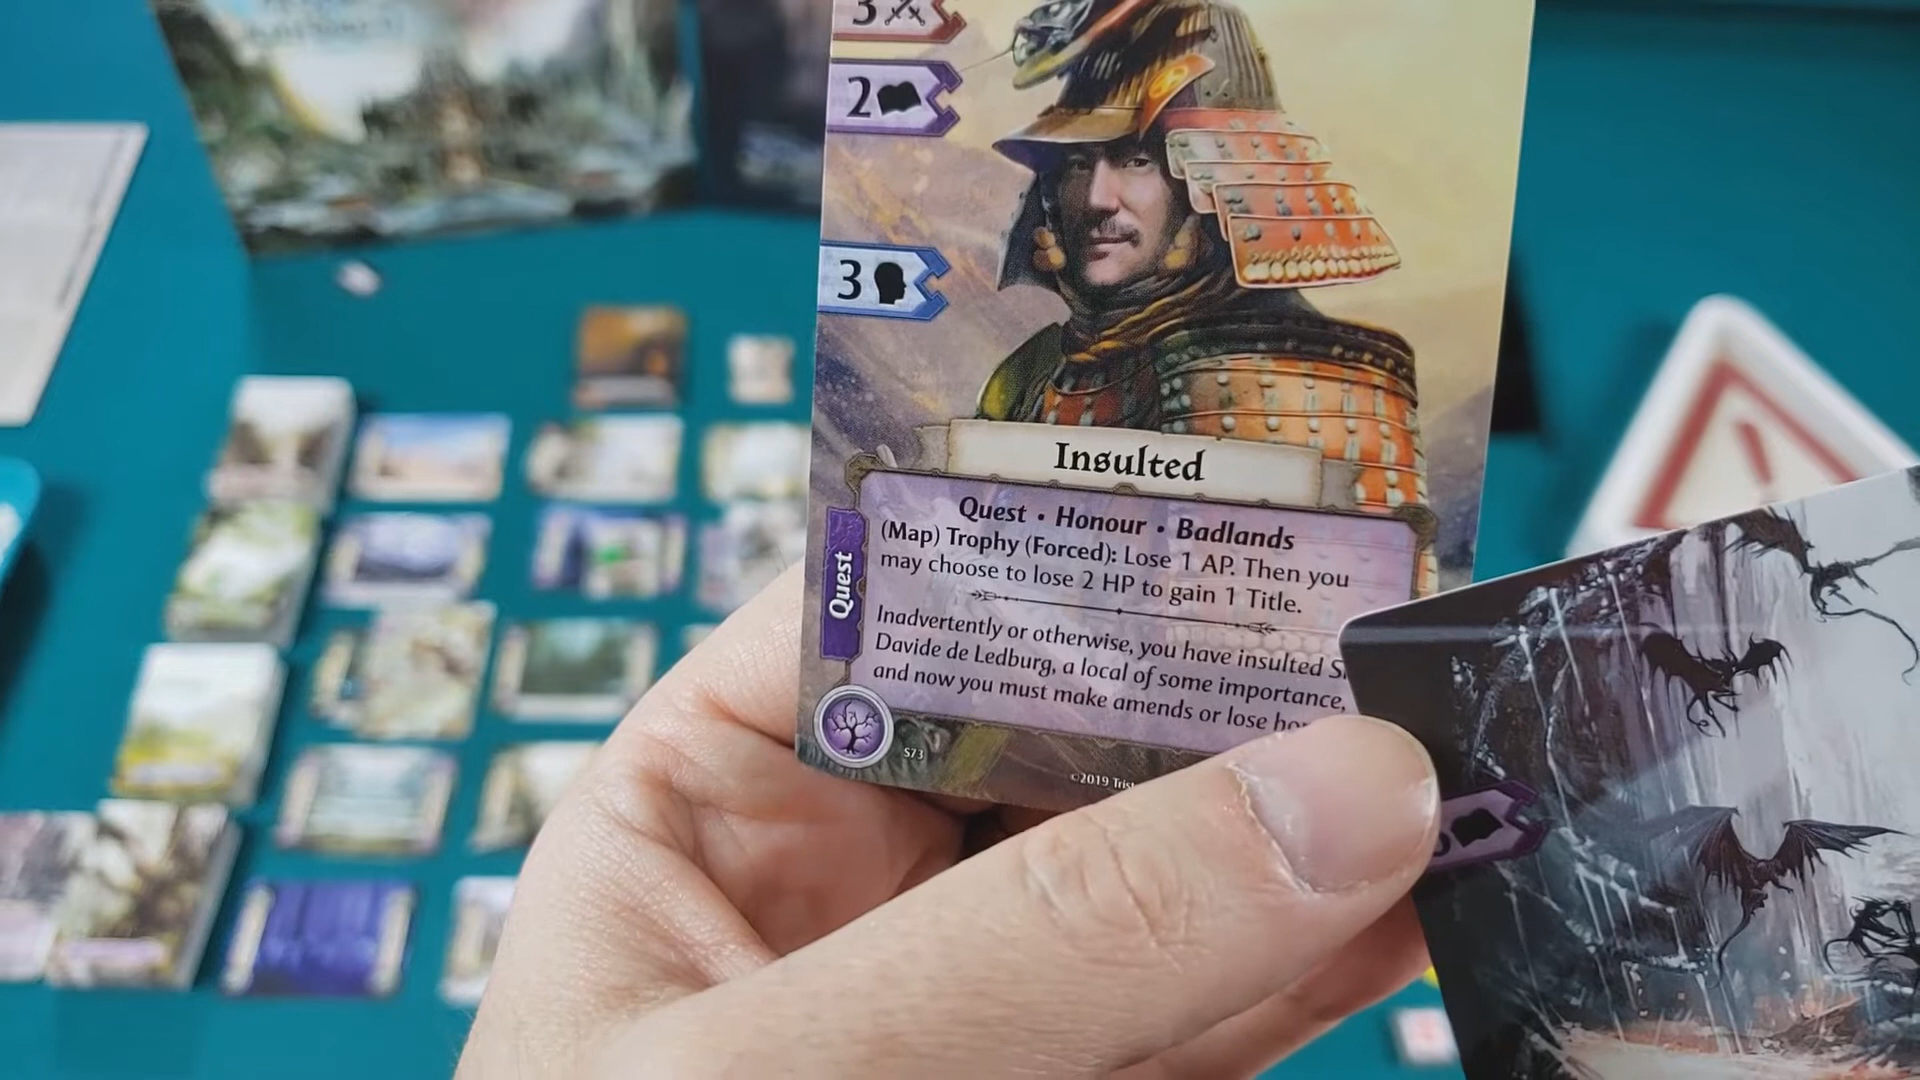 3
2
3
Insulted
Quest • Honour • Badlands
(Map) Trophy (Forced): Lose 1 AP. Then you
may choose to lose 2 HP to gain 1 Title.
Quest
Inadvertently or otherwise, you have insulted
Davide de Ledburg, a local of some importance,
and now you must make amends or lose
S73
©2019